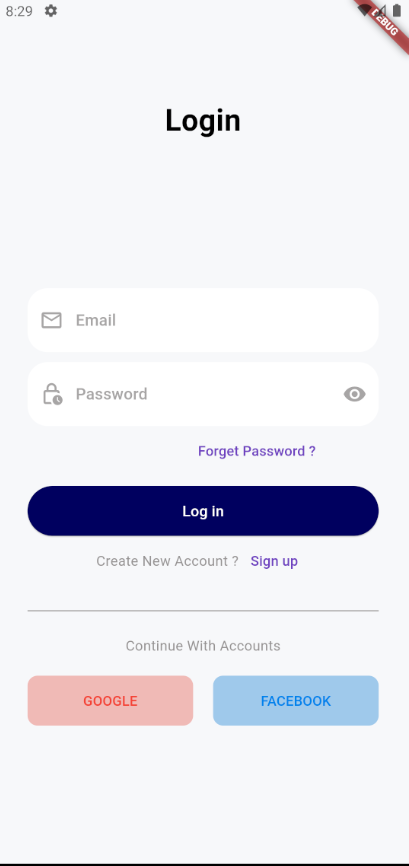 8:29
DEBUG
Login
Email
Password
Forget Password ?
Log in
Create New Account ? Sign up
Continue With Accounts
GOOGLE FACEBOOK